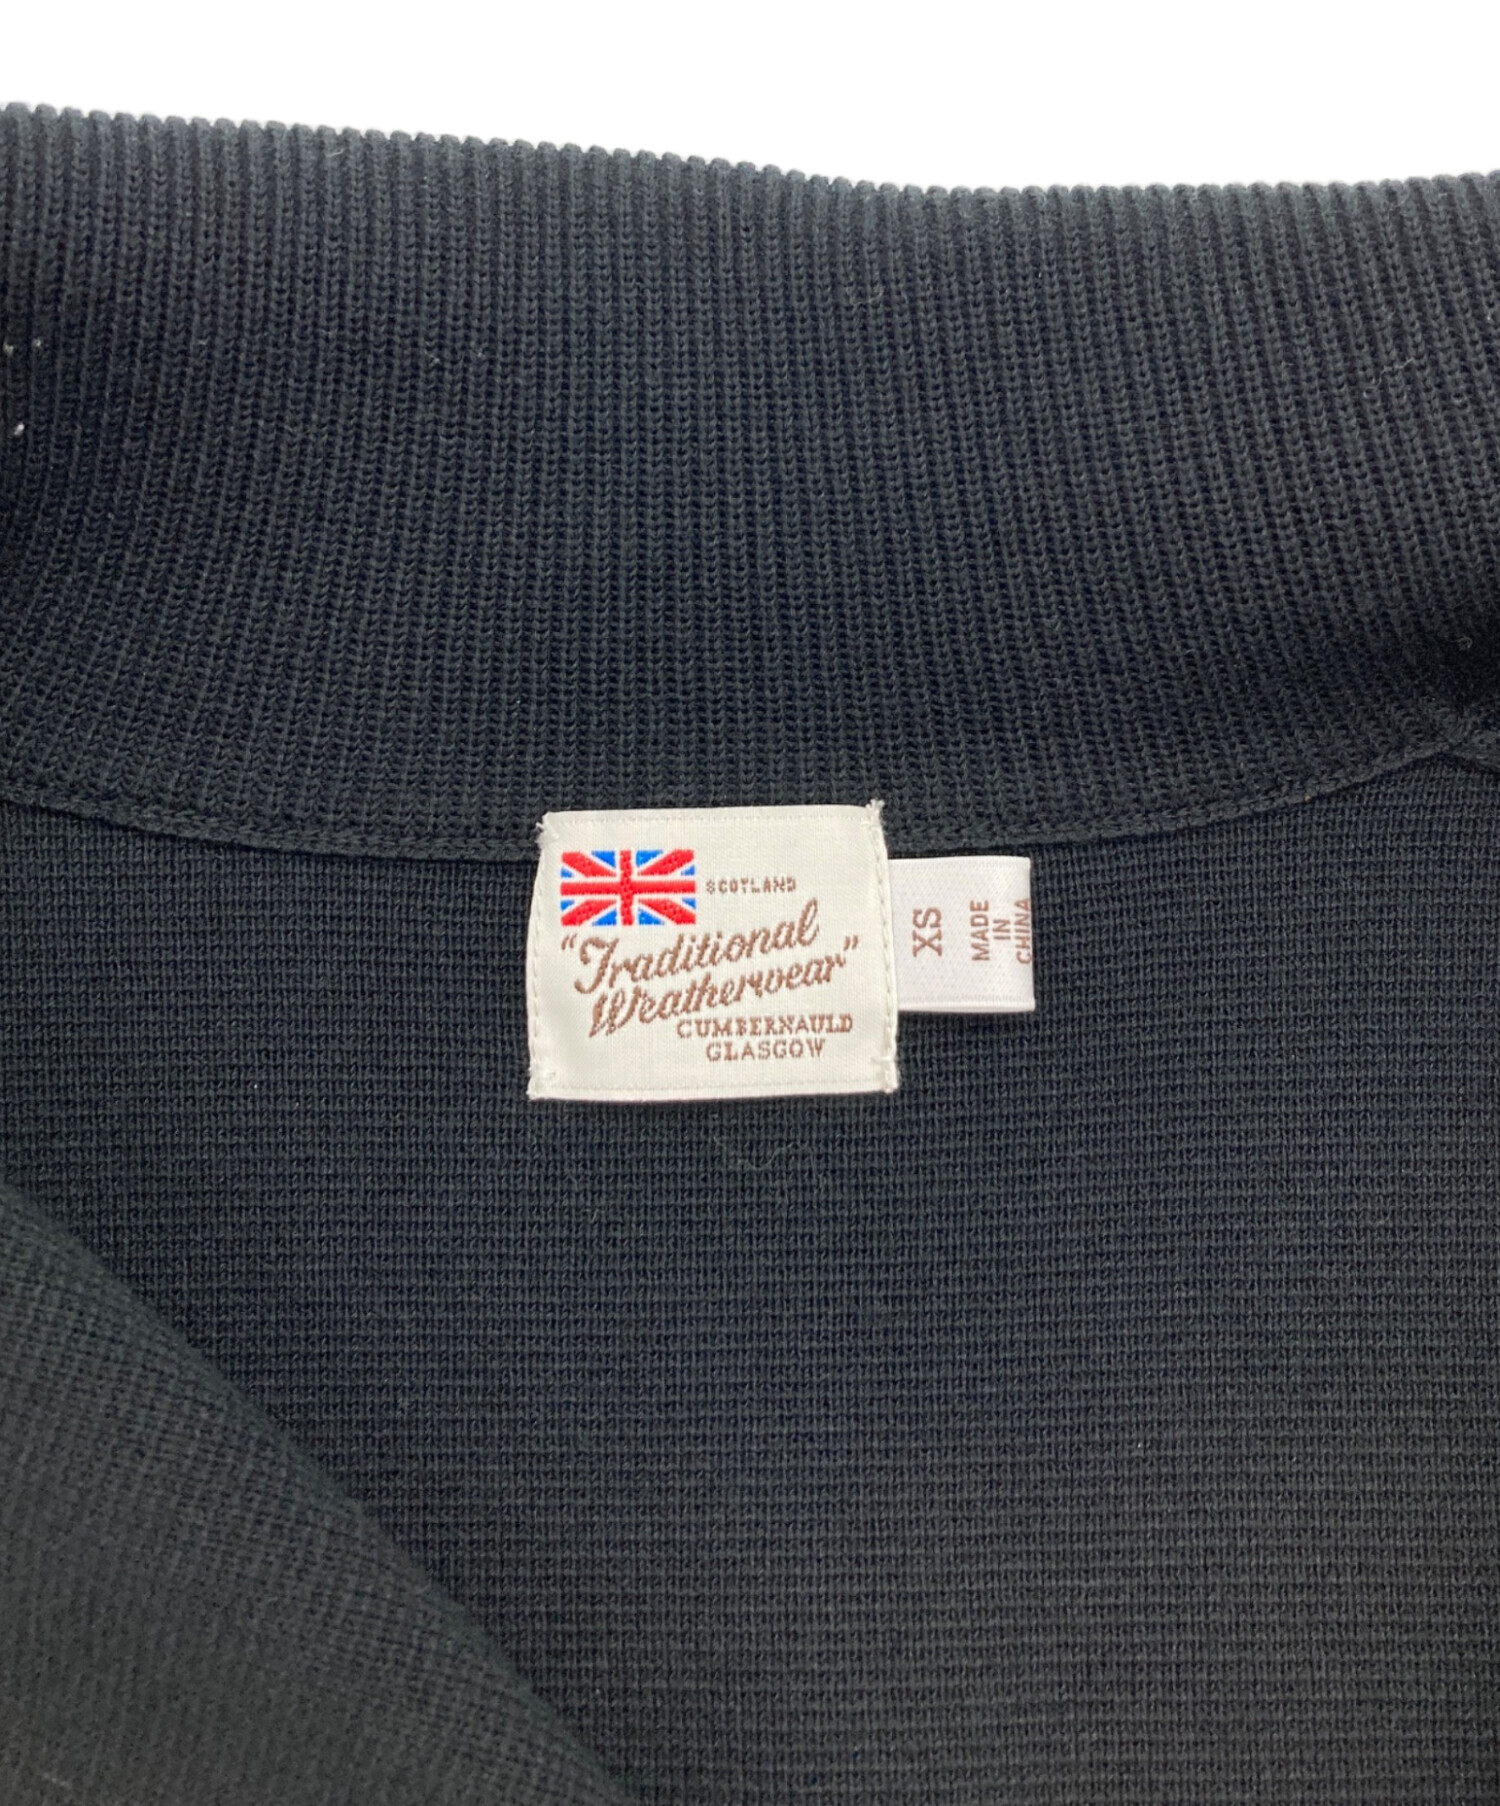 SCOTLAND
"Traditional
Weatherwear"
CUMBERNAULD
GLASGOW
XS
MADE
IN
CHINA